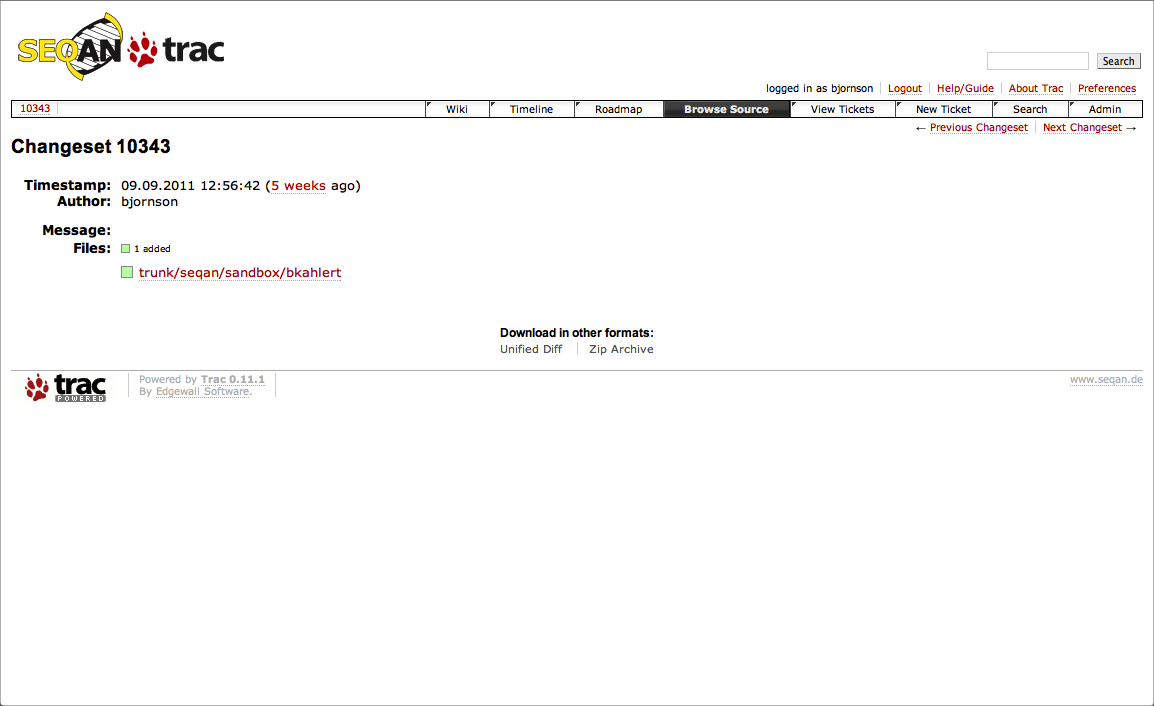 SEQAN trac
Search
logged in as bjornson Logout Help/Guide About Trac Preferences
10343 Wiki Timeline Roadmap Browse Source View Tickets New Ticket Search Admin
← Previous Changeset Next Changeset →
Changeset 10343
Timestamp: 09.09.2011 12:56:42 (5 weeks ago)
Author: bjornson
Message:
Files: 1 added
trunk/seqan/sandbox/bkahlert
Download in other formats:
Unified Diff Zip Archive
trac POWERED
Powered by Trac 0.11.1
By Edgewall Software.
www.seqan.de